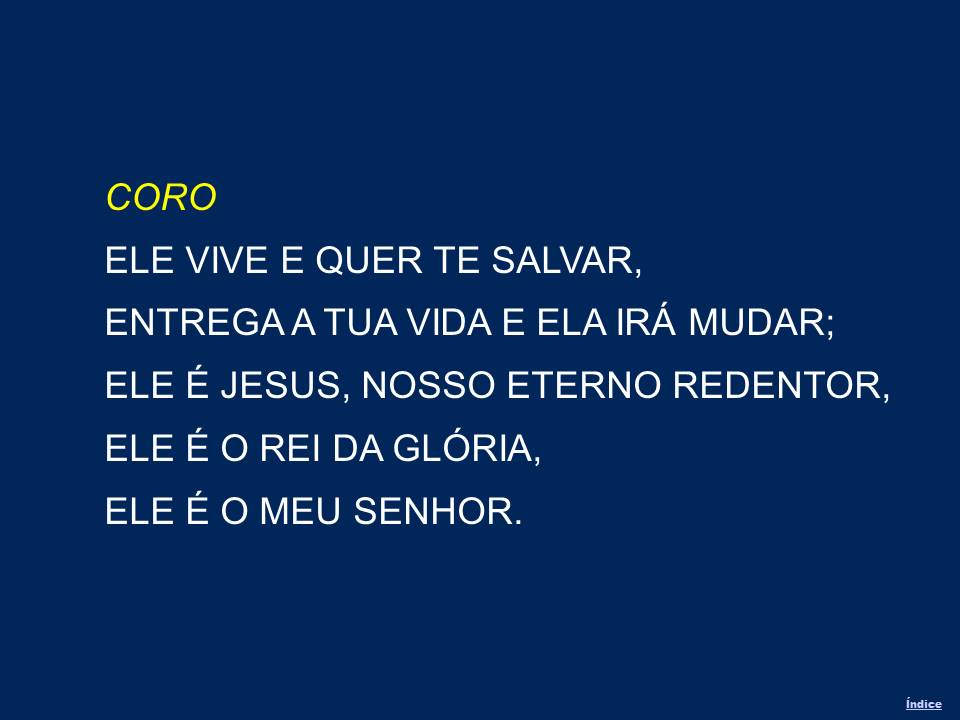 CORO
ELE VIVE E QUER TE SALVAR,
ENTREGA A TUA VIDA E ELA IRÁ MUDAR;
ELE É JESUS, NOSSO ETERNO REDENTOR,
ELE É O REI DA GLÓRIA,
ELE É O MEU SENHOR.
Índice